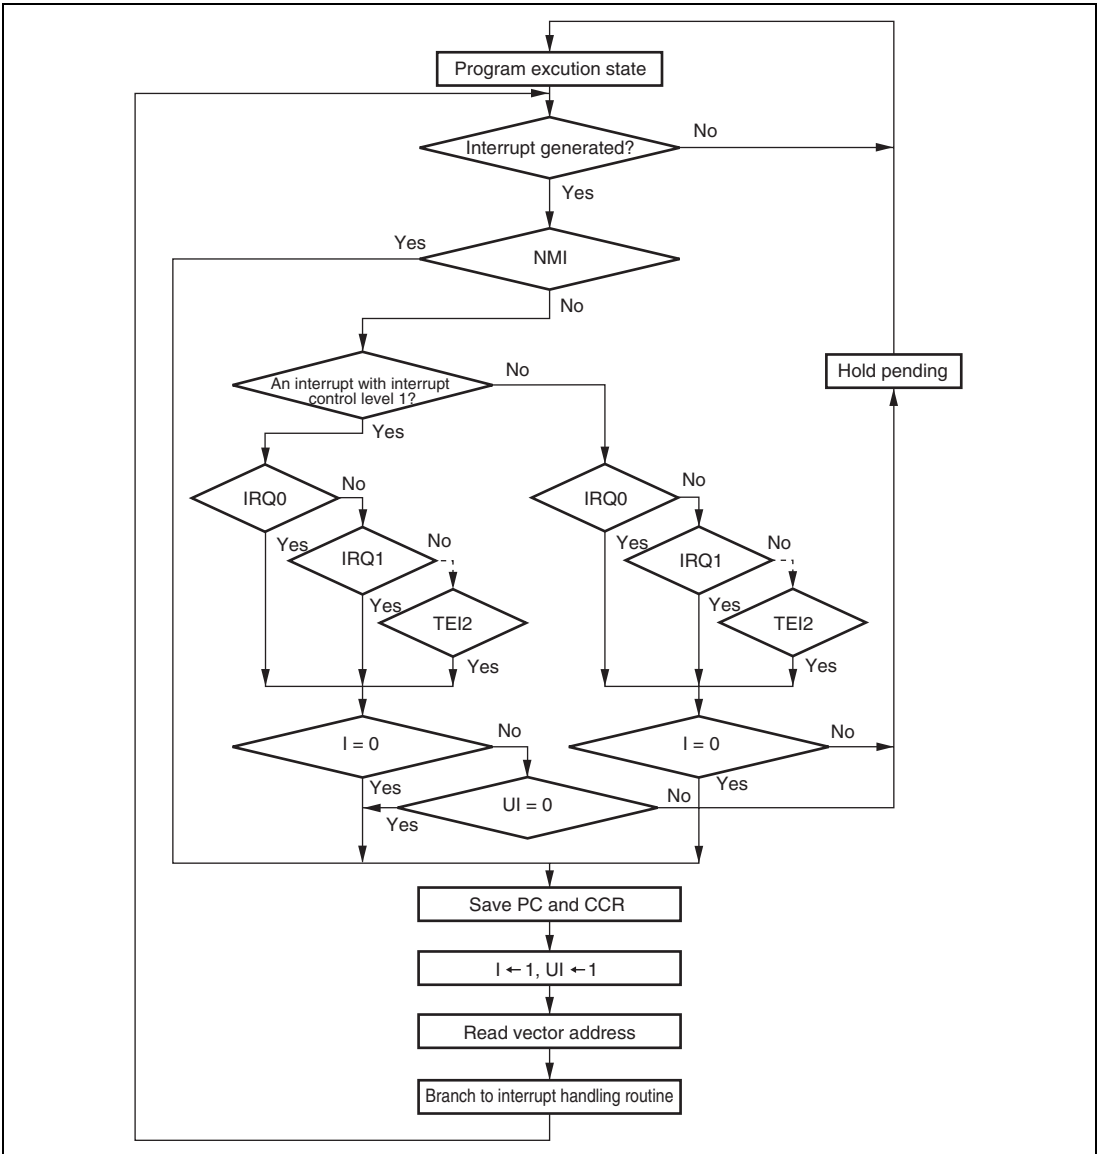 Program excution state
Interrupt generated?
No
Yes
Yes
NMI
No
An interrupt with interrupt
control level 1?
No
Hold pending
Yes
IRQ0
No
IRQ0
No
Yes
IRQ1
No
Yes
IRQ1
No
Yes
TEI2
Yes
TEI2
Yes
Yes
I = 0
No
I = 0
No
Yes
UI = 0
No
Yes
Yes
Save PC and CCR
I ← 1, UI ← 1
Read vector address
Branch to interrupt handling routine